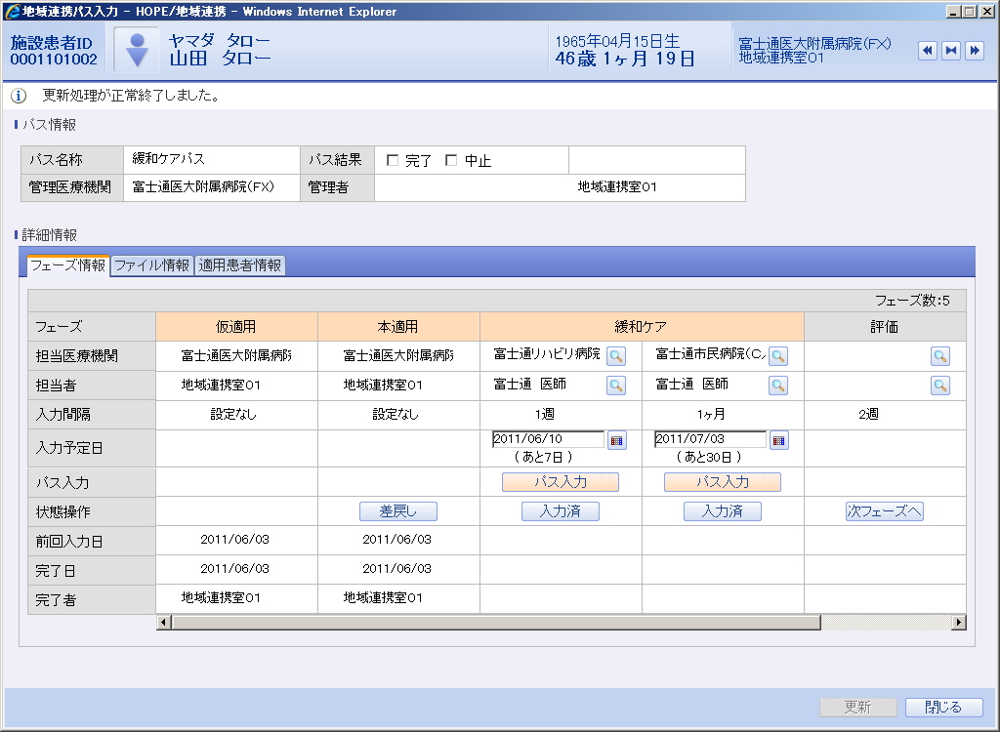 地域連携パス入力 - HOPE/地域連携 - Windows Internet Explorer
施設患者ID
0001101002
ヤマダ タロー
山田 タロー
1965年04月15日生
46歳 1ヶ月 19日
富士通医大附属病院(FX)
地域連携室01
更新処理が正常終了しました。
パス情報
パス名称 緩和ケアパス パス結果 完了 中止
管理医療機関 富士通医大附属病院(FX) 管理者 地域連携室01
詳細情報
フェーズ情報 ファイル情報 適用患者情報
フェーズ数:5
フェーズ 仮適用 本適用 緩和ケア 評価
担当医療機関 富士通医大附属病院 富士通医大附属病院 富士通リハビリ病院 富士通市民病院(C.
担当者 地域連携室01 地域連携室01 富士通 医師 富士通 医師
入力間隔 設定なし 設定なし 1週 1ヶ月 2週
入力予定日 2011/06/10 2011/07/03
(あと7日) (あと30日)
パス入力 パス入力 パス入力
状態操作 差戻し 入力済 入力済 次フェーズへ
前回入力日 2011/06/03 2011/06/03
完了日 2011/06/03 2011/06/03
完了者 地域連携室01 地域連携室01
更新 閉じる